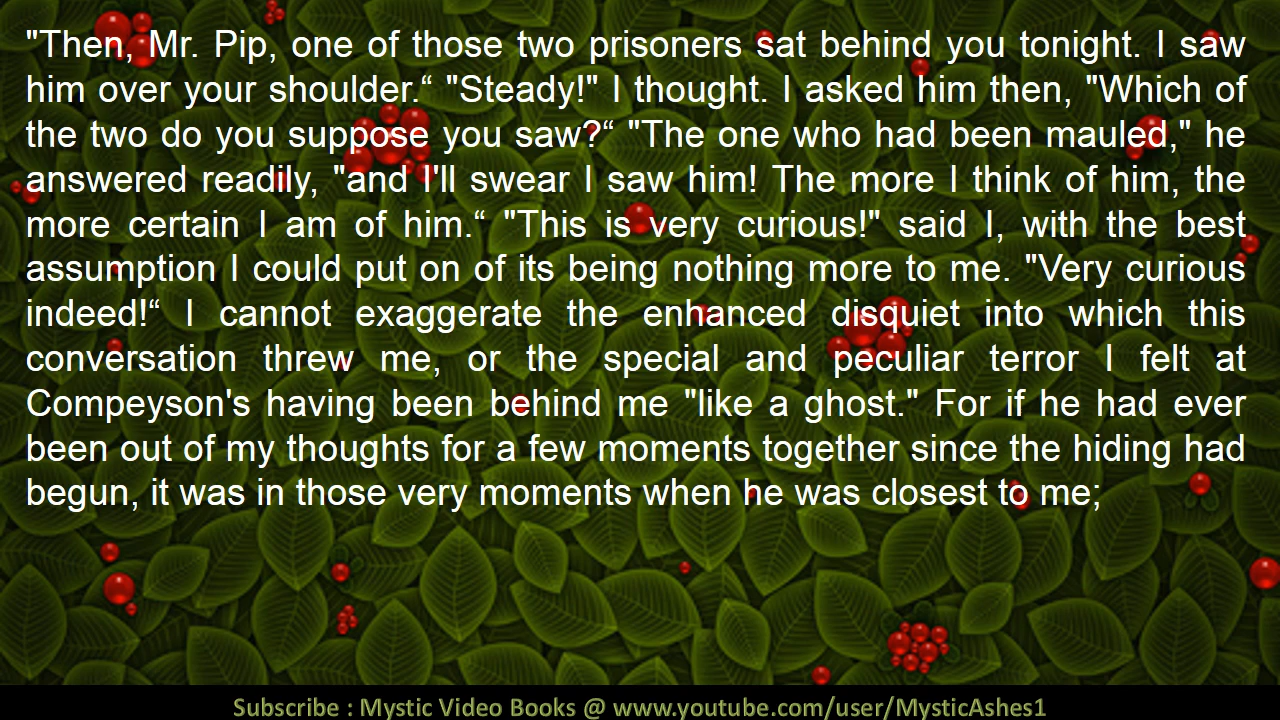 "Then, Mr. Pip, one of those two prisoners sat behind you tonight. I saw
him over your shoulder.“ "Steady!" I thought. I asked him then, "Which of
the two do you suppose you saw?“ "The one who had been mauled," he
answered readily, "and I'll swear I saw him! The more I think of him, the
more certain I am of him.“ "This is very curious!" said I, with the best
assumption I could put on of its being nothing more to me. "Very curious
indeed!“ I cannot exaggerate the enhanced disquiet into which this
conversation threw me, or the special and peculiar terror I felt at
Compeyson's having been behind me "like a ghost." For if he had ever
been out of my thoughts for a few moments together since the hiding had
begun, it was in those very moments when he was closest to me;
Subscribe : Mystic Video Books @ www.youtube.com/user/MysticAshes1